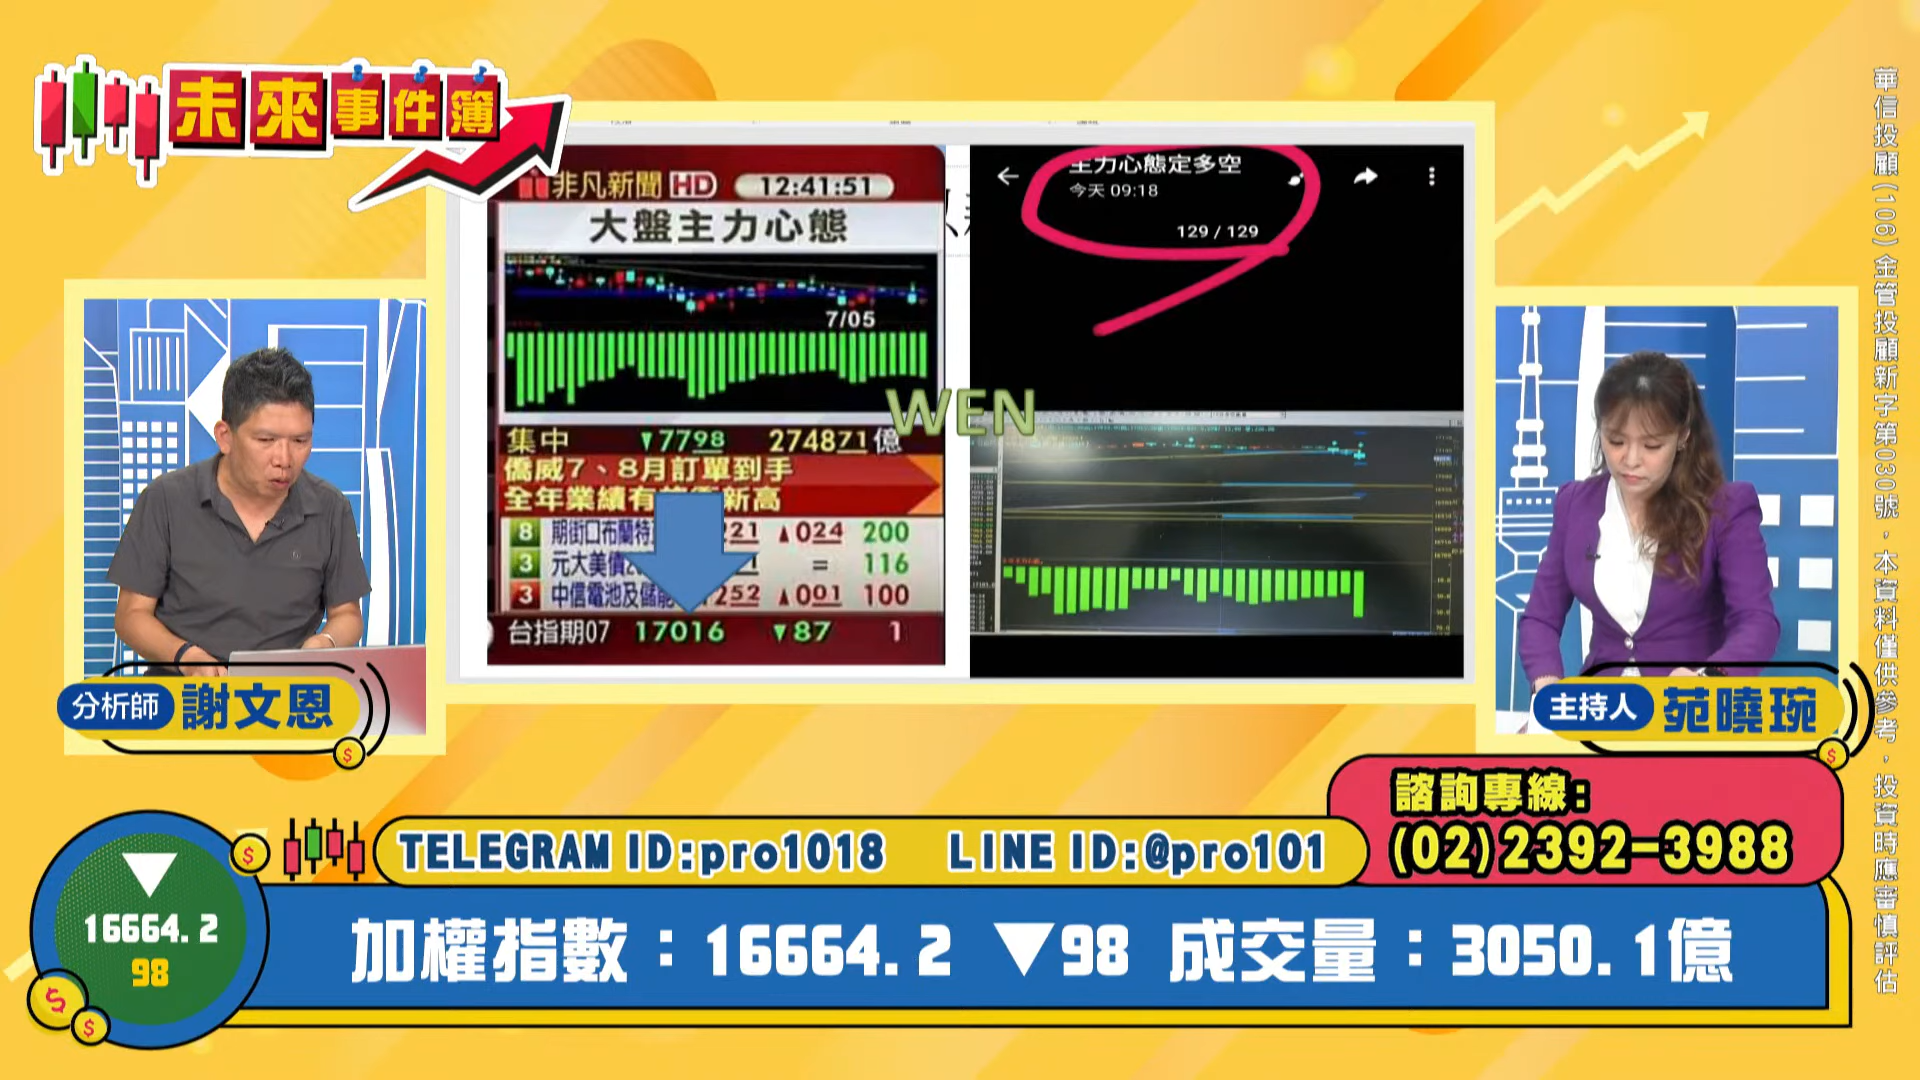 未來事件簿
非凡新聞 HD 12:41:51
大盤主力心態
7/05
集中 ▼7798 274871億
僑威7、8月訂單到手
全年業績有 新高
8 期街口布蘭特 221 ▲024 200
3 元大美債2 = 116
3 中信電池及儲能 1252 ▲001 100
台指期07 17016 ▼87 1
主力心態定多空
今天 09:18
129 / 129
WEN
分析師 謝文恩
主持人 苑曉琬
諮詢專線:
(02)2392-3988
TELEGRAM ID:pro1018 LINE ID:@pro101
▼
16664.2
98
加權指數：16664.2 ▼98 成交量：3050.1億
華信投顧(106)金管投顧新字第030號，本資料僅供參考，投資時應審慎評估